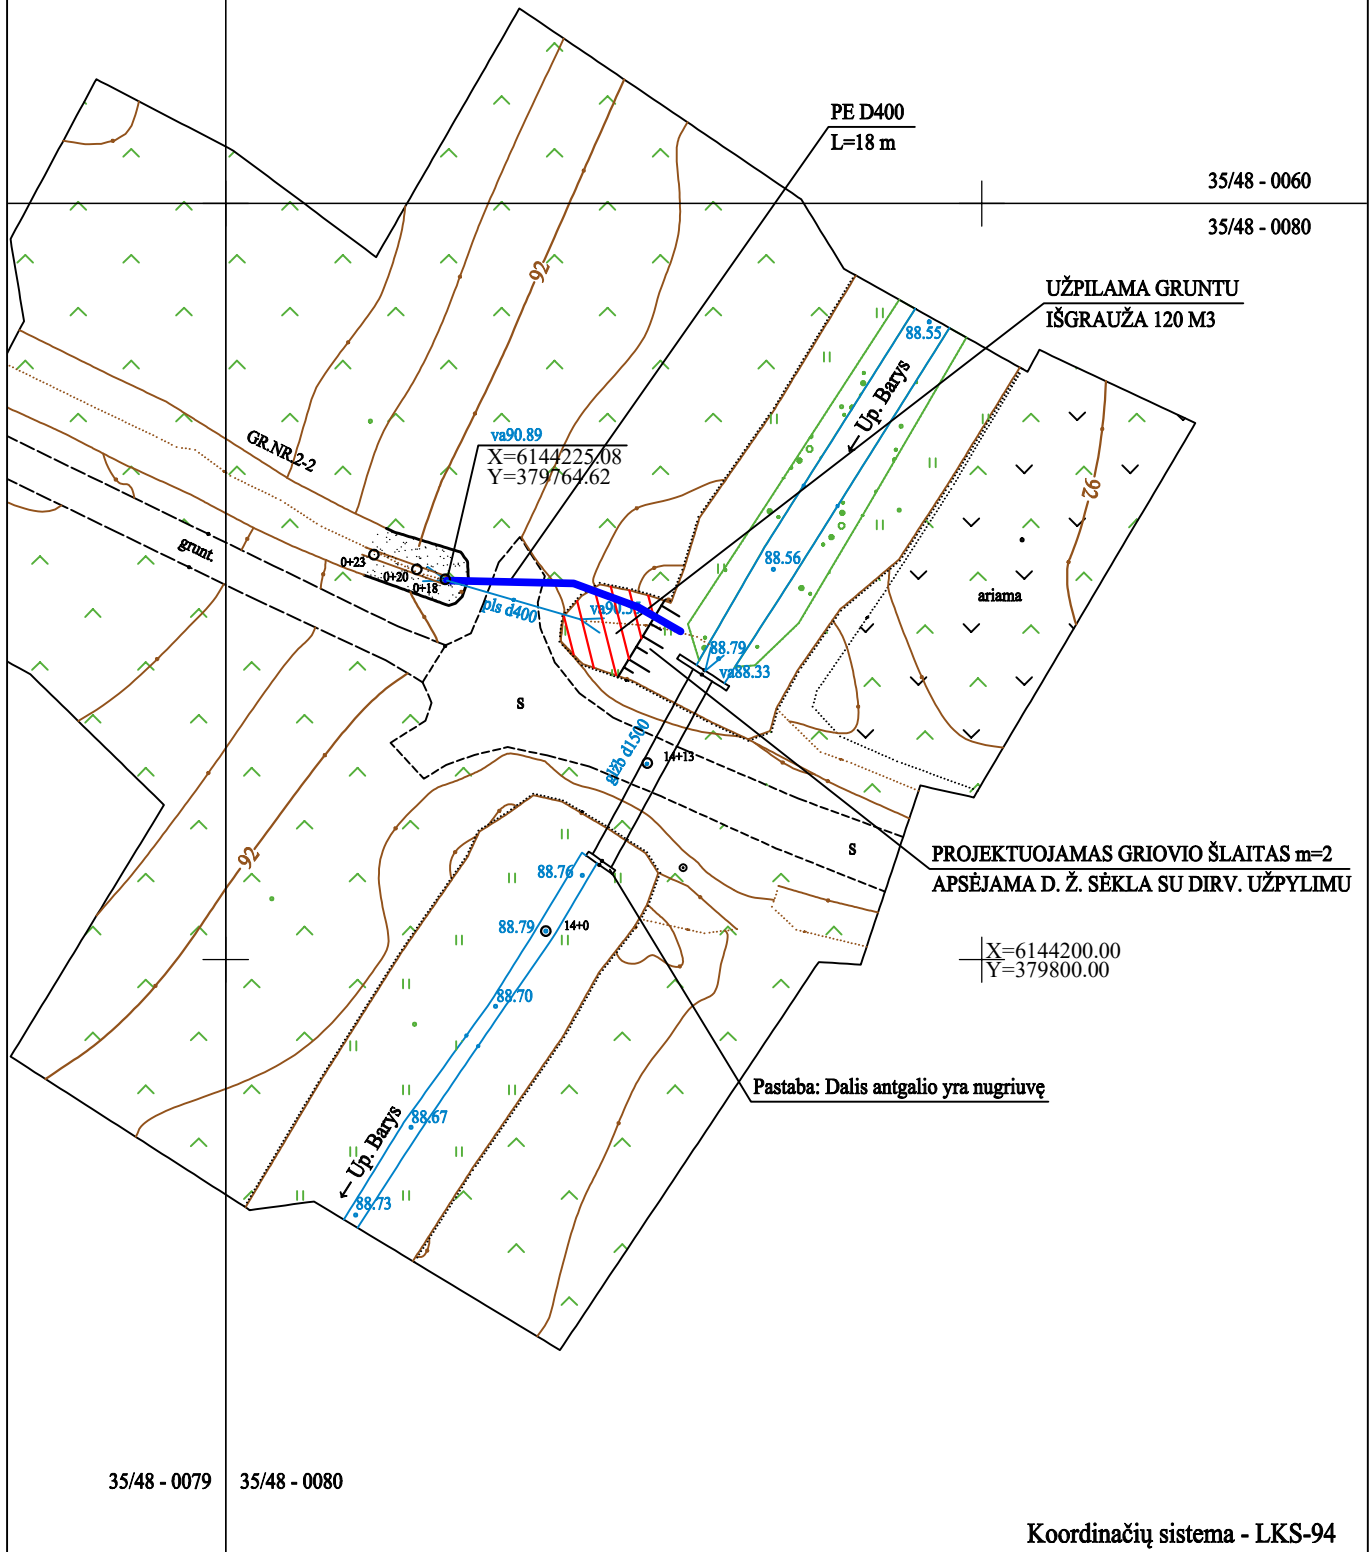 PE D400
L=18 m
35/48 - 0060
35/48 - 0080
UŽPILAMA GRUNTU
IŠGRAUŽA 120 M3
92
88.55
← Up. Barys
va90.89
X=6144225.08
Y=379764.62
GR.NR.2-2
92
grunt.
0+23
0+20
0+18
88.56
pls d400
ariama
88.79
va88.33
s
glžb d1500
14+13
92
s
PROJEKTUOJAMAS GRIOVIO ŠLAITAS m=2
APSĖJAMA D. Ž. SĖKLA SU DIRV. UŽPYLIMU
88.76
88.79
14+0
X=6144200.00
Y=379800.00
88.70
Pastaba: Dalis antgalio yra nugriuvę
88.67
← Up. Barys
88.73
35/48 - 0079
35/48 - 0080
Koordinačių sistema - LKS-94